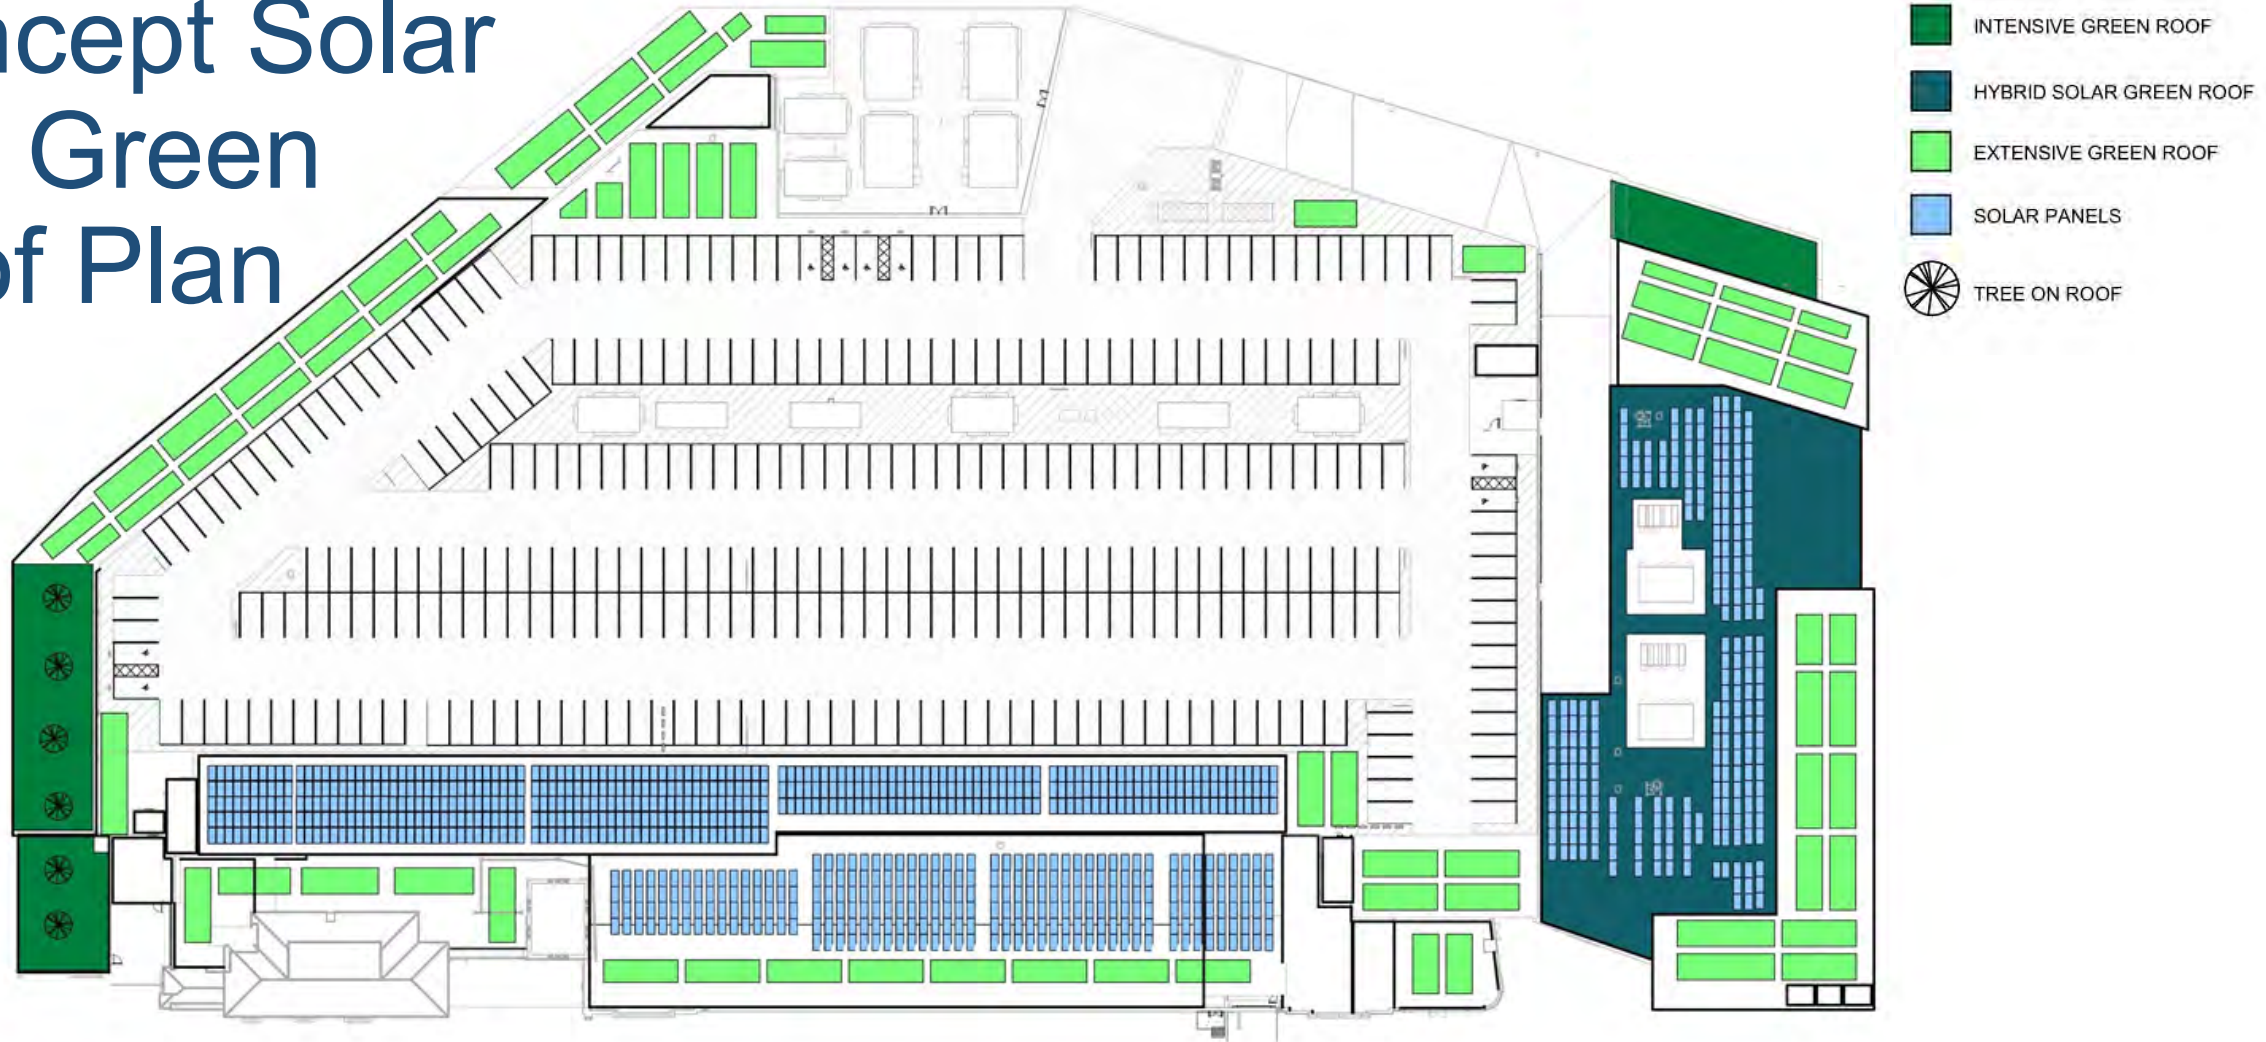 ncept Solar
Green
of Plan
INTENSIVE GREEN ROOF
HYBRID SOLAR GREEN ROOF
EXTENSIVE GREEN ROOF
SOLAR PANELS
TREE ON ROOF